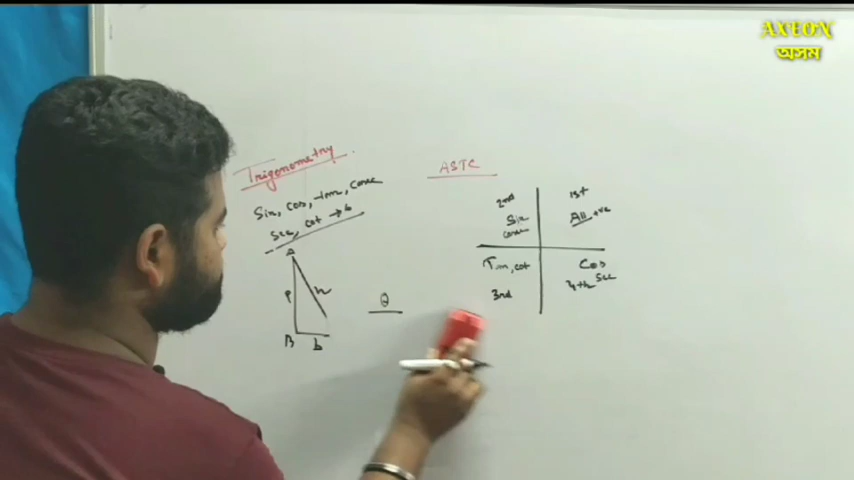 AXEON
অসম
Trigonometry
ASTC
Sin, cos, tan, cosec
Sec, cot → 6
2nd
Sin
cosec
1st
All +ve
Tan, cot
3rd
Cos
Sec
4th
A
P
h
B
b
θ